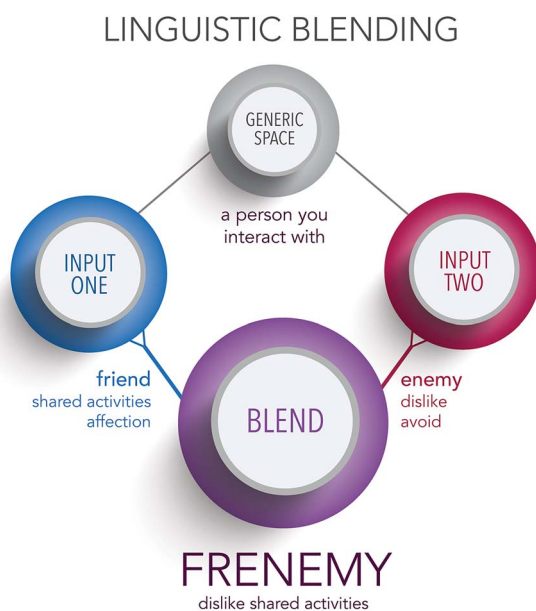 LINGUISTIC BLENDING
GENERIC
SPACE
a person you
interact with
INPUT
ONE
INPUT
TWO
friend
shared activities
affection
enemy
dislike
avoid
BLEND
FRENEMY
dislike shared activities